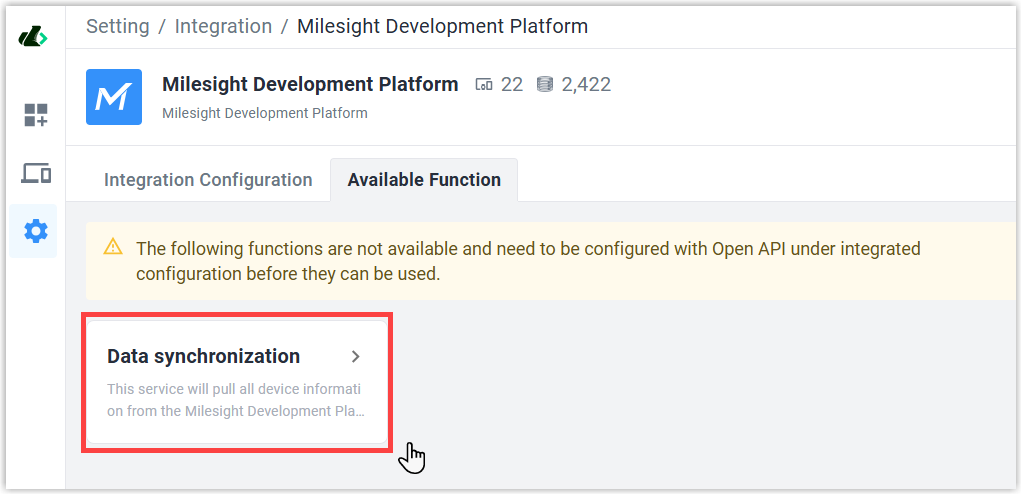 Setting / Integration / Milesight Development Platform
Milesight Development Platform 22 2,422
Milesight Development Platform
Integration Configuration Available Function
The following functions are not available and need to be configured with Open API under integrated
configuration before they can be used.
Data synchronization
This service will pull all device informati
on from the Milesight Development Pla...